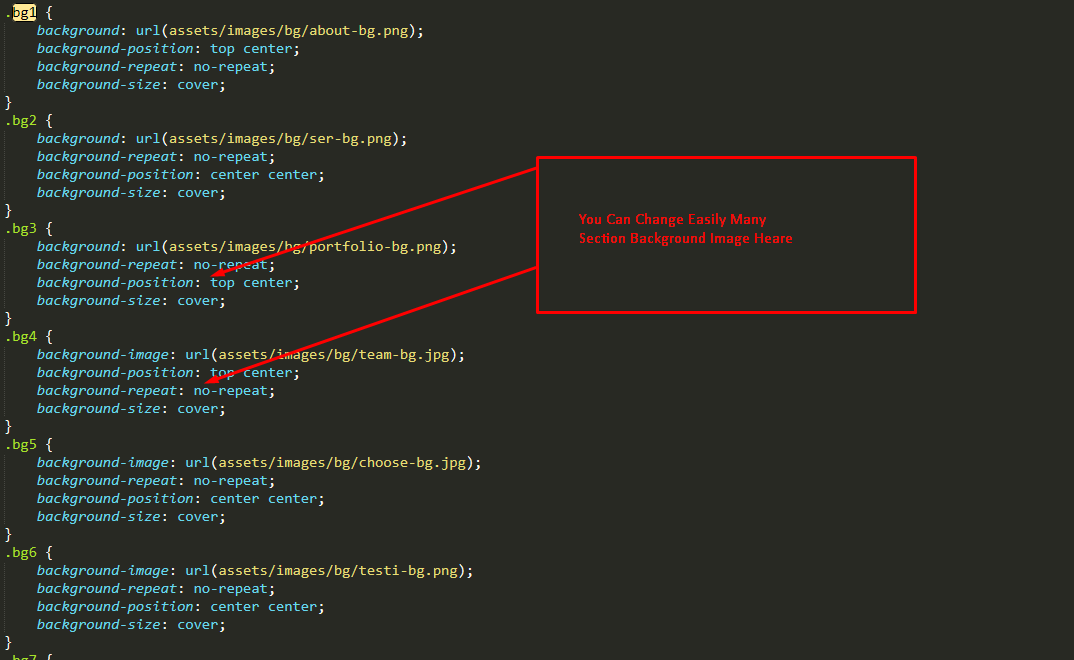 .bg1 {
background: url(assets/images/bg/about-bg.png);
background-position: top center;
background-repeat: no-repeat;
background-size: cover;
}
.bg2 {
background: url(assets/images/bg/ser-bg.png);
background-repeat: no-repeat;
background-position: center center;
background-size: cover;
}
.bg3 {
background: url(assets/images/bg/portfolio-bg.png);
background-repeat: no-repeat;
background-position: top center;
background-size: cover;
}
.bg4 {
background-image: url(assets/images/bg/team-bg.jpg);
background-position: top center;
background-repeat: no-repeat;
background-size: cover;
}
.bg5 {
background-image: url(assets/images/bg/choose-bg.jpg);
background-repeat: no-repeat;
background-position: center center;
background-size: cover;
}
.bg6 {
background-image: url(assets/images/bg/testi-bg.png);
background-repeat: no-repeat;
background-position: center center;
background-size: cover;
}
.bg7 {
You Can Change Easily Many
Section Background Image Heare